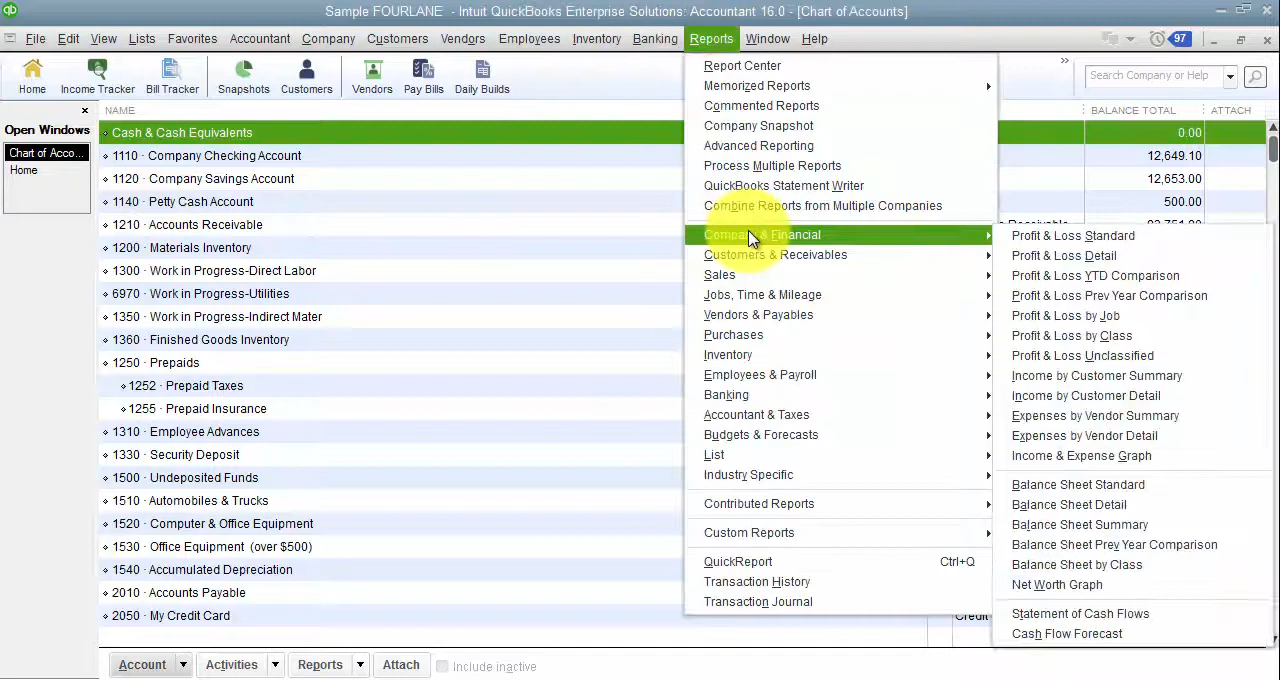 qb
Sample FOURLANE - Intuit QuickBooks Enterprise Solutions: Accountant 16.0 - [Chart of Accounts]
File Edit View Lists Favorites Accountant Company Customers Vendors Employees Inventory Banking Reports Window Help 97
Home Income Tracker Bill Tracker Snapshots Customers Vendors Pay Bills Daily Builds
Search Company or Help
Open Windows
Chart of Acco...
Home
NAME BALANCE TOTAL ATTACH
Cash & Cash Equivalents 0.00
1110 · Company Checking Account 12,649.10
1120 · Company Savings Account 12,653.00
1140 · Petty Cash Account 500.00
1210 · Accounts Receivable
1200 · Materials Inventory
1300 · Work in Progress-Direct Labor
6970 · Work in Progress-Utilities
1350 · Work in Progress-Indirect Mater
1360 · Finished Goods Inventory
1250 · Prepaids
1252 · Prepaid Taxes
1255 · Prepaid Insurance
1310 · Employee Advances
1330 · Security Deposit
1500 · Undeposited Funds
1510 · Automobiles & Trucks
1520 · Computer & Office Equipment
1530 · Office Equipment (over $500)
1540 · Accumulated Depreciation
2010 · Accounts Payable
2050 · My Credit Card
Report Center
Memorized Reports
Commented Reports
Company Snapshot
Advanced Reporting
Process Multiple Reports
QuickBooks Statement Writer
Combine Reports from Multiple Companies
Company & Financial
Customers & Receivables
Sales
Jobs, Time & Mileage
Vendors & Payables
Purchases
Inventory
Employees & Payroll
Banking
Accountant & Taxes
Budgets & Forecasts
List
Industry Specific
Contributed Reports
Custom Reports
QuickReport Ctrl+Q
Transaction History
Transaction Journal
Profit & Loss Standard
Profit & Loss Detail
Profit & Loss YTD Comparison
Profit & Loss Prev Year Comparison
Profit & Loss by Job
Profit & Loss by Class
Profit & Loss Unclassified
Income by Customer Summary
Income by Customer Detail
Expenses by Vendor Summary
Expenses by Vendor Detail
Income & Expense Graph
Balance Sheet Standard
Balance Sheet Detail
Balance Sheet Summary
Balance Sheet Prev Year Comparison
Balance Sheet by Class
Net Worth Graph
Statement of Cash Flows
Cash Flow Forecast
Account Activities Reports Attach Include inactive